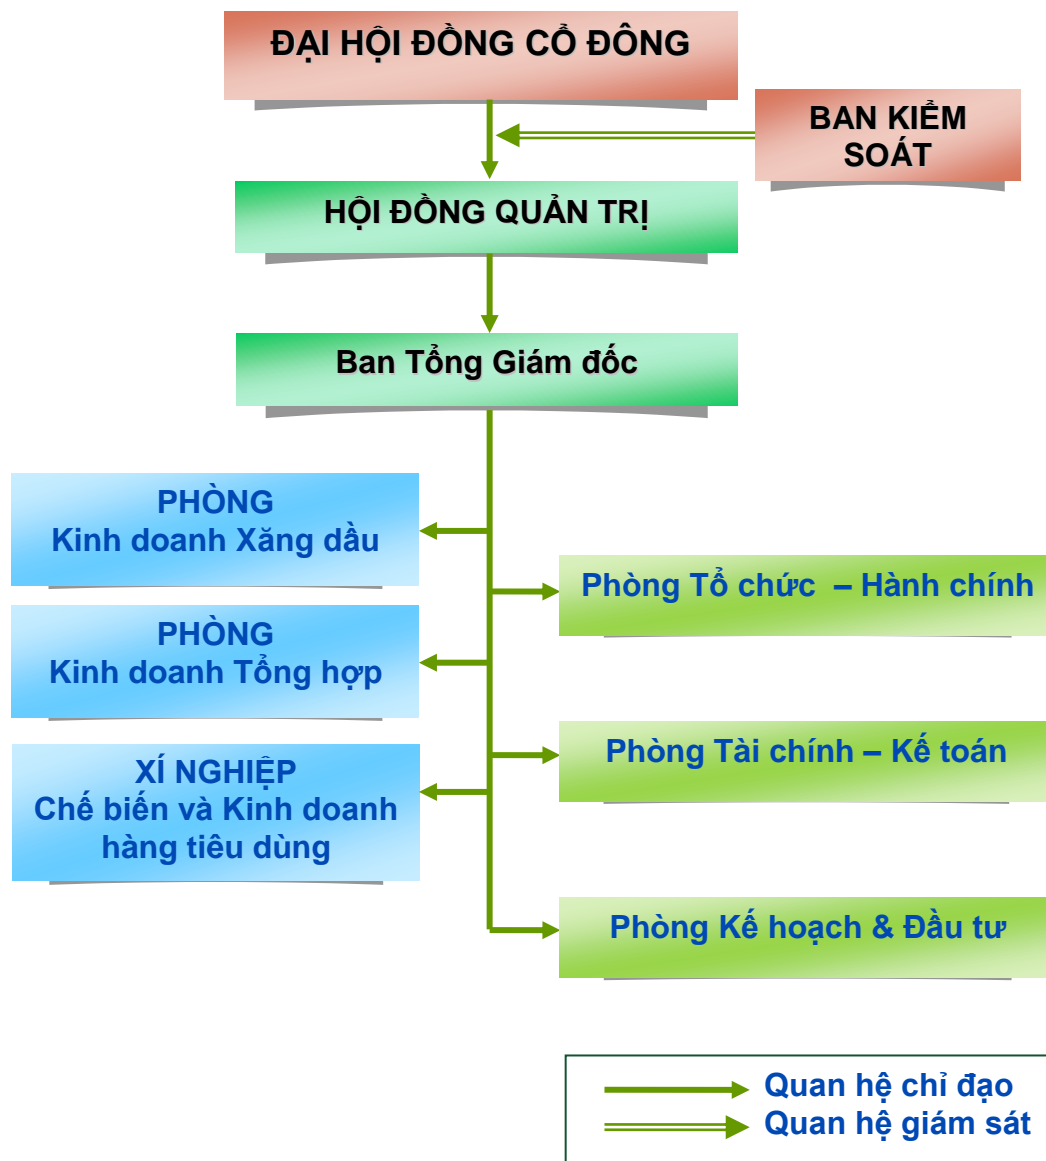 ĐẠI HỘI ĐỒNG CỔ ĐÔNG
BAN KIỂM
SOÁT
HỘI ĐỒNG QUẢN TRỊ
Ban Tổng Giám đốc
PHÒNG
Kinh doanh Xăng dầu
Phòng Tổ chức – Hành chính
PHÒNG
Kinh doanh Tổng hợp
Phòng Tài chính – Kế toán
XÍ NGHIỆP
Chế biến và Kinh doanh
hàng tiêu dùng
Phòng Kế hoạch & Đầu tư
Quan hệ chỉ đạo
Quan hệ giám sát